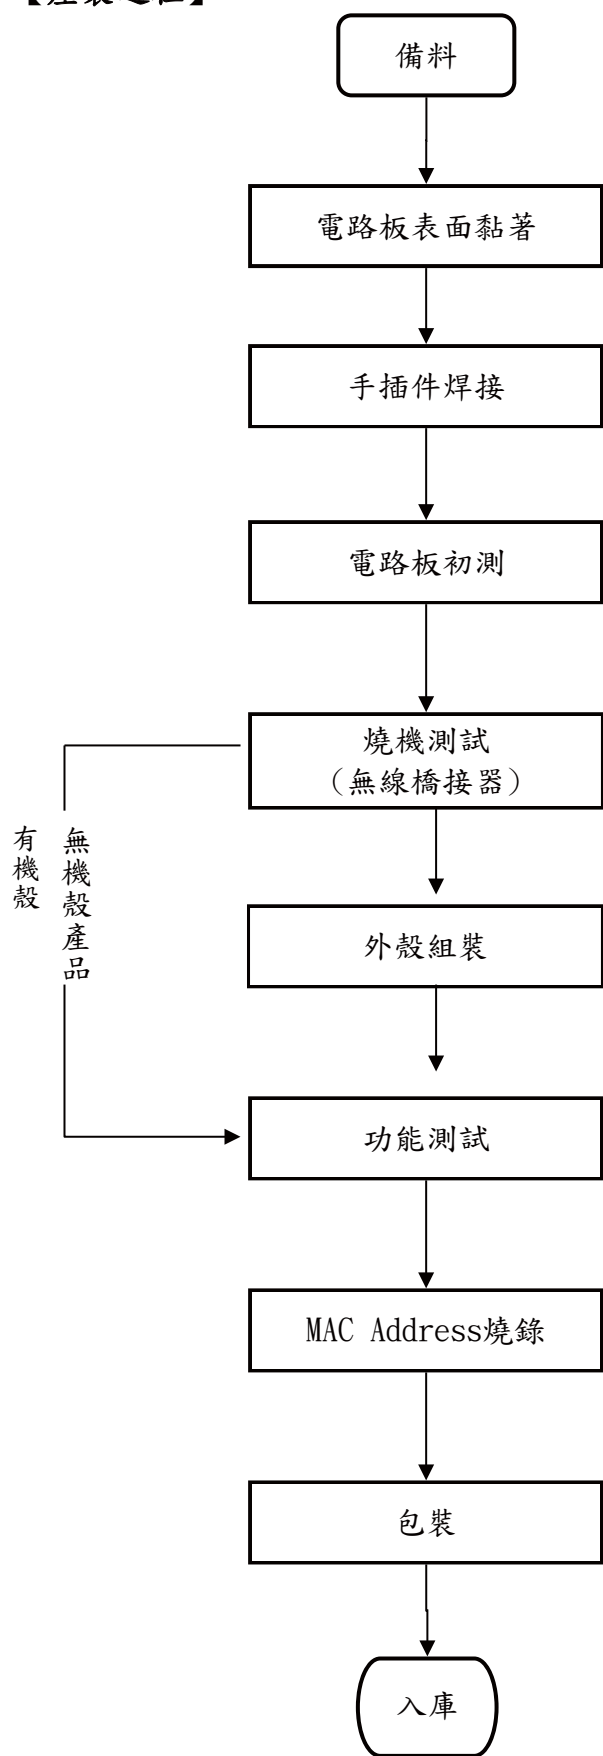 備料
電路板表面黏著
手插件焊接
電路板初測
燒機測試
(無線橋接器)
有機殼
無機殼產品
外殼組裝
功能測試
MAC Address燒錄
包裝
入庫